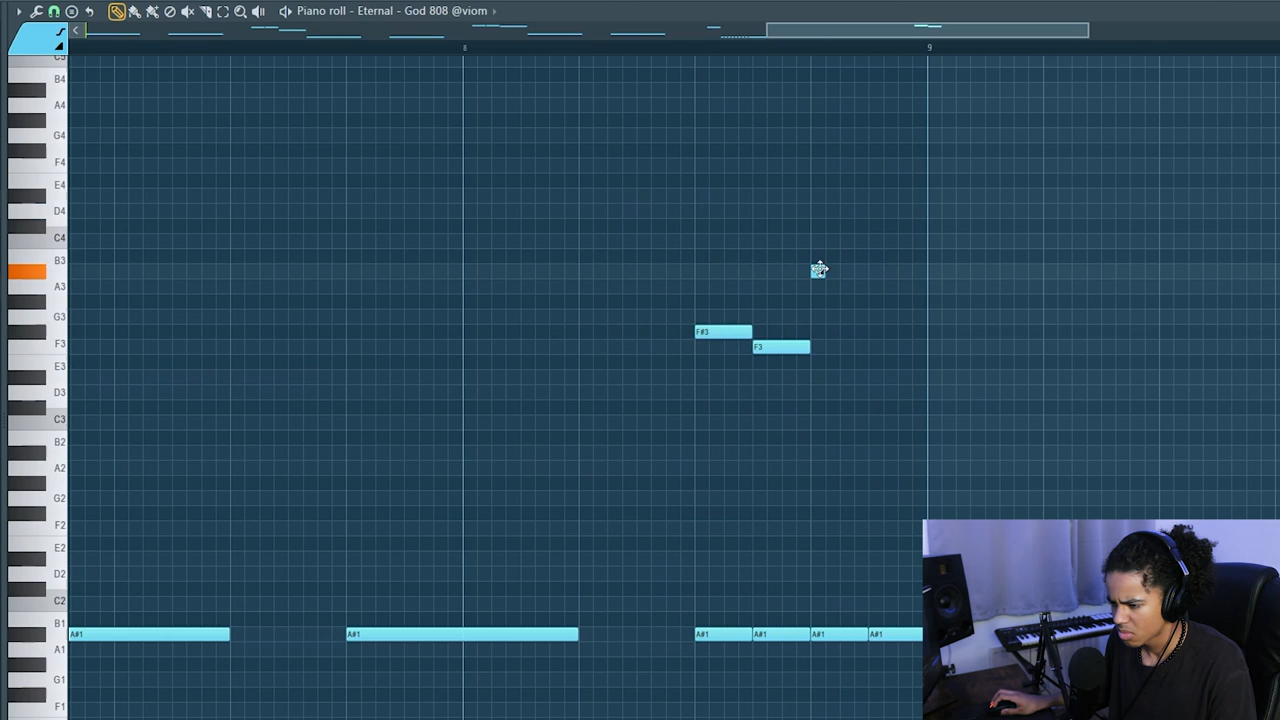 Piano roll - Eternal - God 808 @viom
8
9
C5
B4
A4
G4
F4
E4
D4
C4
B3
A3
G3
F#3
F3
F3
E3
D3
C3
B2
A2
G2
F2
E2
D2
C2
B1
A#1
A#1
A#1
A#1
A#1
A#1
A1
G1
F1